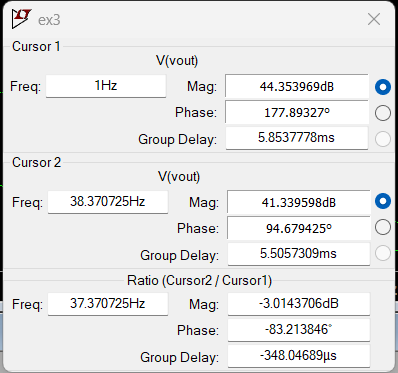 ex3
Cursor 1
V(vout)
Freq: 1Hz Mag: 44.353969dB
Phase: 177.89327º
Group Delay: 5.8537778ms
Cursor 2
V(vout)
Freq: 38.370725Hz Mag: 41.339598dB
Phase: 94.679425º
Group Delay: 5.5057309ms
Ratio (Cursor2 / Cursor1)
Freq: 37.370725Hz Mag: -3.0143706dB
Phase: -83.213846°
Group Delay: -348.04689µs